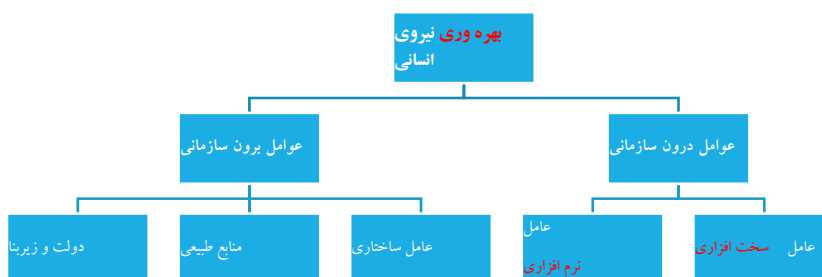 بهره وری نیروی
انسانی
عوامل درون سازمانی
عوامل برون سازمانی
عامل سخت افزاری
عامل
نرم افزاری
عامل ساختاری
منابع طبیعی
دولت و زیربنا